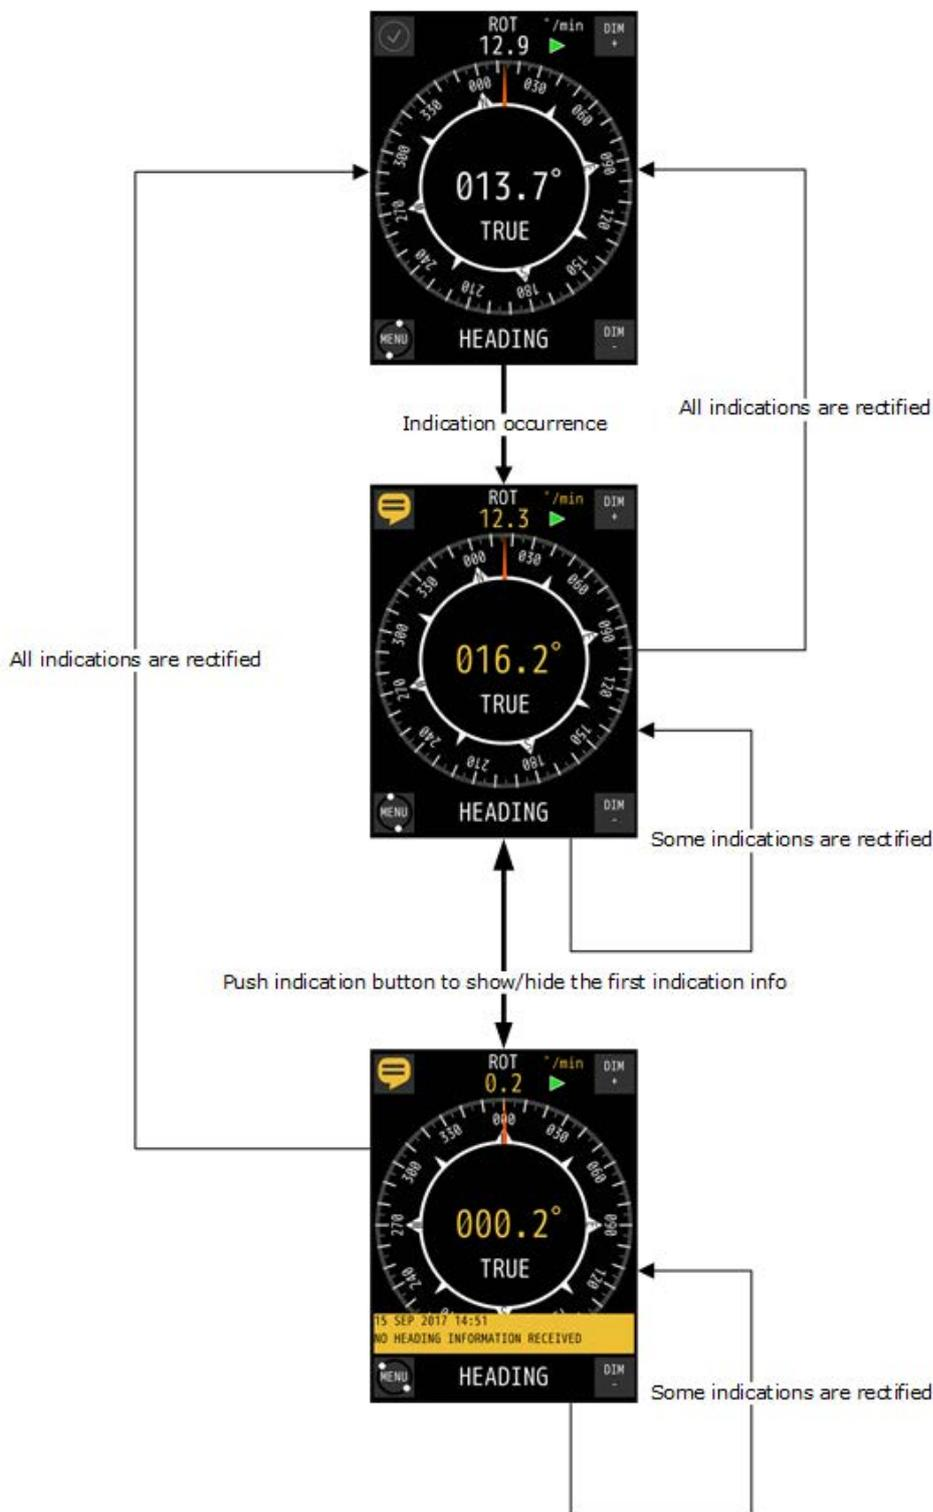 ROT °/min
12.9
DIM
+
000
030
060
090
120
150
180
210
240
270
300
330
N
E
S
W
013.7°
TRUE
MENU
HEADING
DIM
-
Indication occurrence
All indications are rectified
ROT °/min
12.3
DIM
+
000
030
060
090
120
150
180
210
240
270
300
330
N
E
S
W
016.2°
TRUE
MENU
HEADING
DIM
-
All indications are rectified
Some indications are rectified
Push indication button to show/hide the first indication info
ROT °/min
0.2
DIM
+
000
030
060
090
120
240
270
300
330
000.2°
TRUE
15 SEP 2017 14:51
NO HEADING INFORMATION RECEIVED
MENU
HEADING
DIM
-
Some indications are rectified